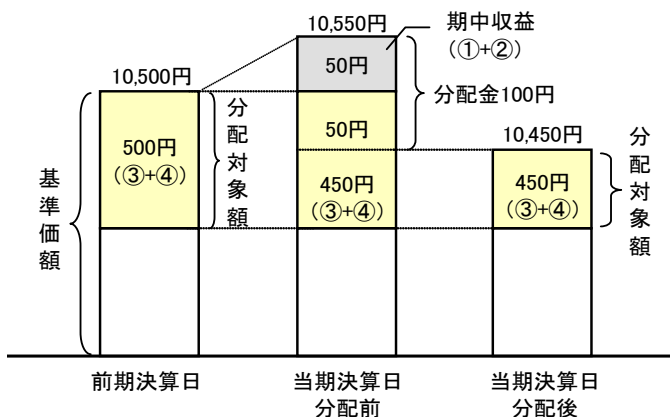 10,550円
期中収益
(①+②)
10,500円
50円
分配金100円
50円
10,450円
500円
(③+④)
分配対象額
450円
(③+④)
450円
(③+④)
分配対象額
基準価額
前期決算日
当期決算日
分配前
当期決算日
分配後